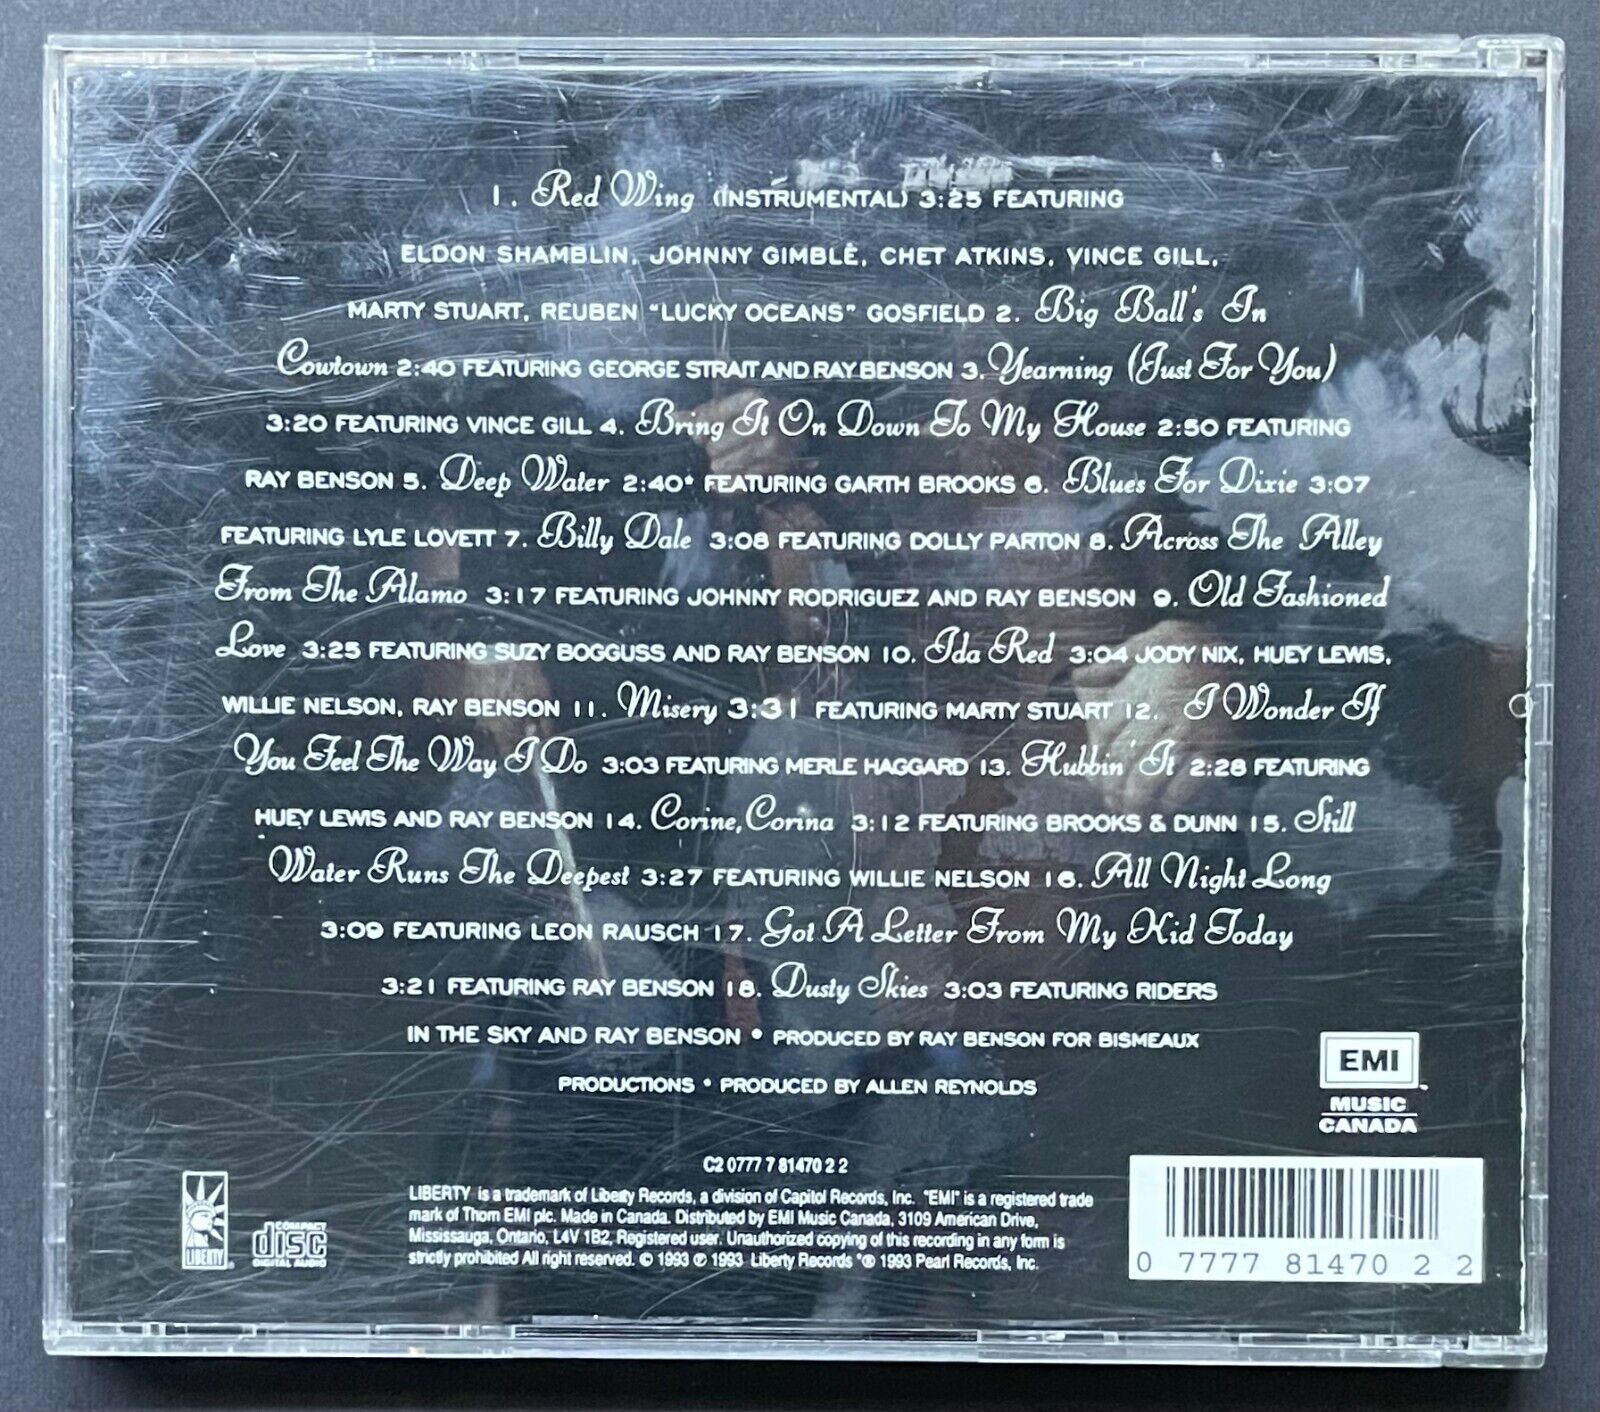 1. Red Wing (INSTRUMENTAL) 3:25 FEATURING
ELDON SHAMBLIN, JOHNNY GIMBLE, CHET ATKINS, VINCE GILL,
MARTY STUART, REUBEN "LUCKY OCEANS" GOSFIELD 2. Big Ball's In
Cowtown 2:40 FEATURING GEORGE STRAIT AND RAY BENSON 3. Yearning (Just For You)
3:20 FEATURING VINCE GILL 4. Bring It On Down To My House 2:50 FEATURING
RAY BENSON 5. Deep Water 2:40* FEATURING GARTH BROOKS 6. Blues For Dixie 3:07
FEATURING LYLE LOVETT 7. Billy Dale 3:08 FEATURING DOLLY PARTON 8. Across The Alley
From The Alamo 3:17 FEATURING JOHNNY RODRIGUEZ AND RAY BENSON 9. Old Fashioned
Love 3:25 FEATURING SUZY BOGGUSS AND RAY BENSON 10. Ida Red 3:04 JODY NIX, HUEY LEWIS,
WILLIE NELSON, RAY BENSON 11. Misery 3:31 FEATURING MARTY STUART 12. I Wonder If
You Feel The Way I Do 3:03 FEATURING MERLE HAGGARD 13. Hubbin' It 2:28 FEATURING
HUEY LEWIS AND RAY BENSON 14. Corine, Corina 3:12 FEATURING BROOKS & DUNN 15. Still
Water Runs The Deepest 3:27 FEATURING WILLIE NELSON 16. All Night Long
3:09 FEATURING LEON RAUSCH 17. Got A Letter From My Kid Today
3:21 FEATURING RAY BENSON 18. Dusty Skies 3:03 FEATURING RIDERS
IN THE SKY AND RAY BENSON • PRODUCED BY RAY BENSON FOR BISMEAUX
PRODUCTIONS • PRODUCED BY ALLEN REYNOLDS
EMI
MUSIC
CANADA
C2 0777 7 81470 2 2
LIBERTY is a trademark of Liberty Records, a division of Capitol Records, Inc. "EMI" is a registered trade
mark of Thorn EMI plc. Made in Canada. Distributed by EMI Music Canada, 3109 American Drive,
Mississauga, Ontario, L4V 1B2, Registered user. Unauthorized copying of this recording in any form is
strictly prohibited All right reserved. © 1993 ℗ 1993 Liberty Records *℗ 1993 Pearl Records, Inc.
LIBERTY
COMPACT
disc
DIGITAL AUDIO
0 7777 81470 2 2